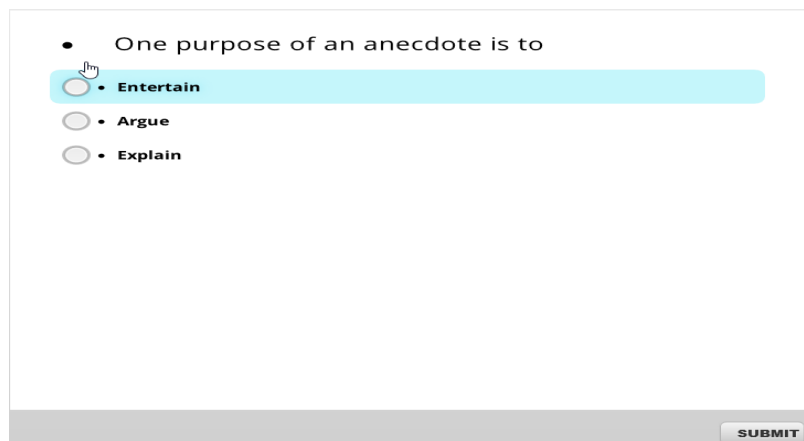 • One purpose of an anecdote is to
• Entertain
• Argue
• Explain
SUBMIT